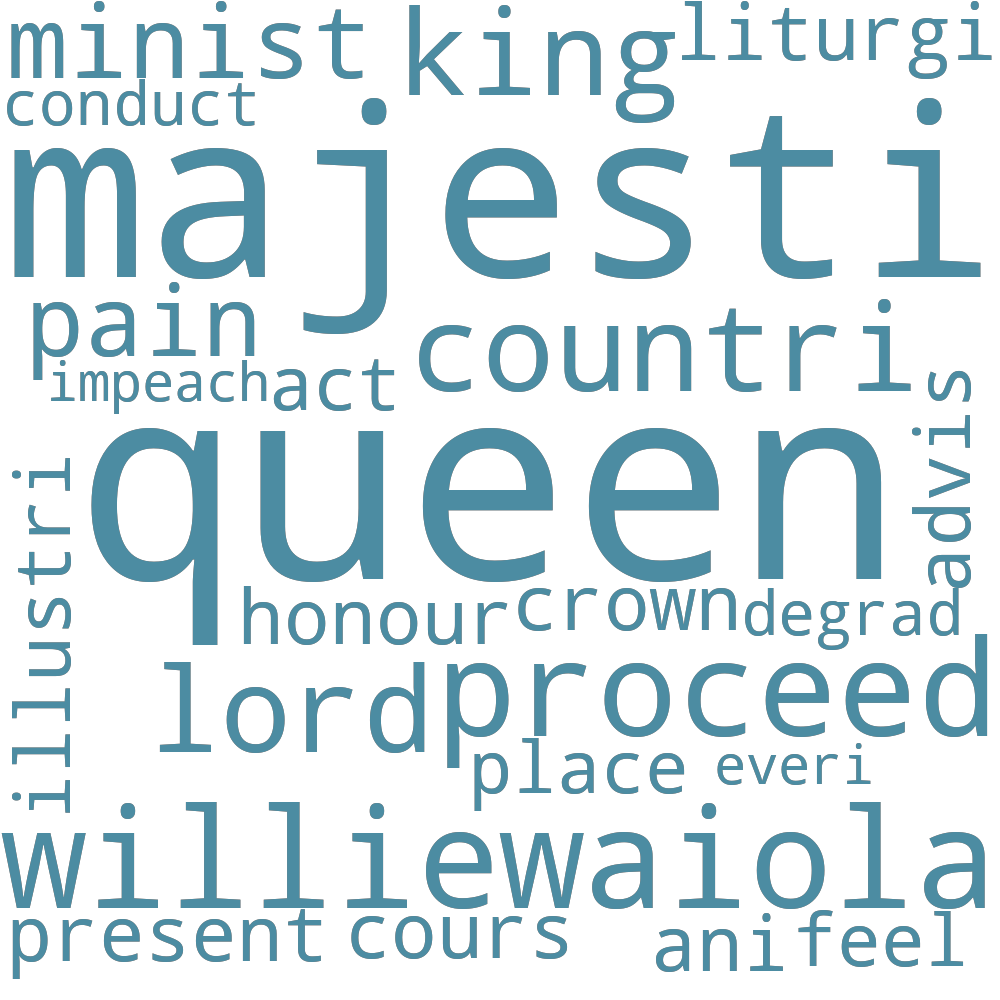 minist king liturgi
conduct
majesti
pain countri
impeach act
advis
queen
illustri
honour crown degrad
lord proceed
place everi
williewaiola
present cours ani feel